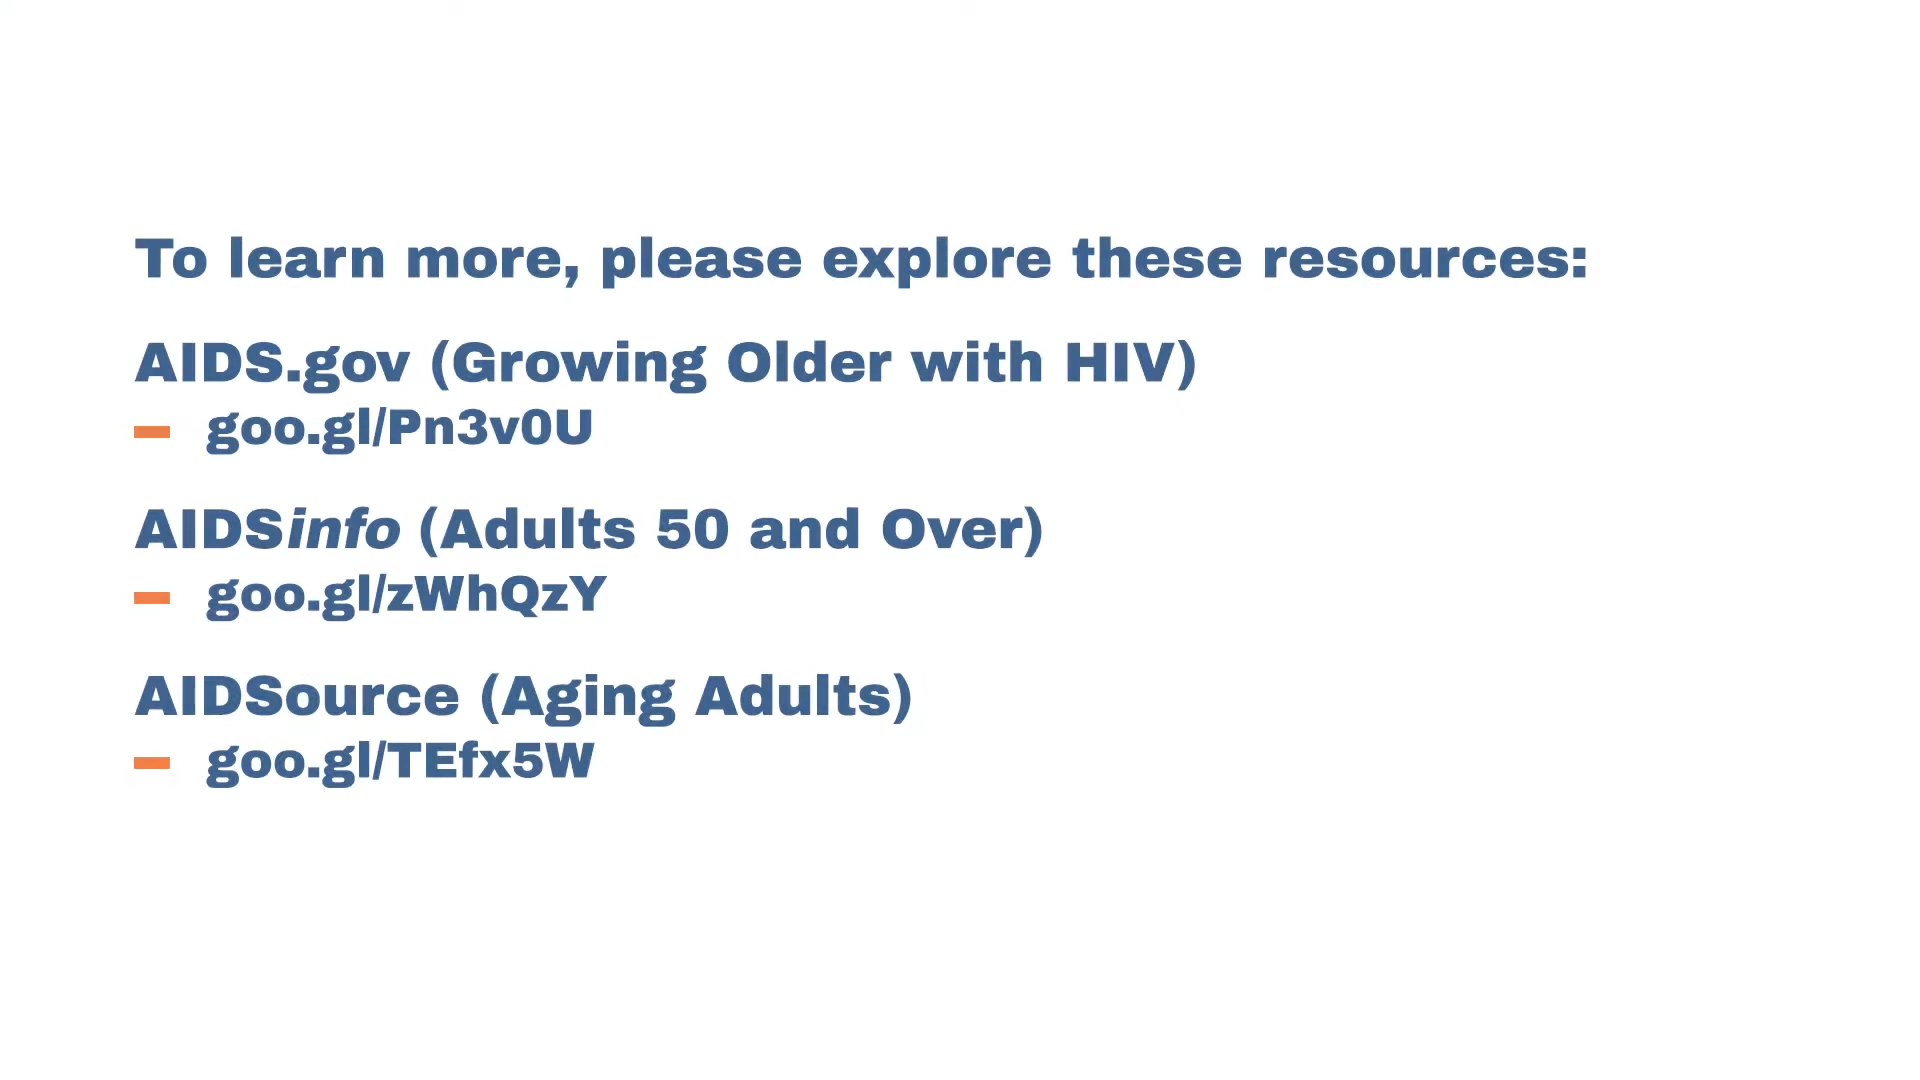 To learn more, please explore these resources:
AIDS.gov (Growing Older with HIV)
– goo.gl/Pn3v0U
AIDSinfo (Adults 50 and Over)
– goo.gl/zWhQzY
AIDSource (Aging Adults)
– goo.gl/TEfx5W